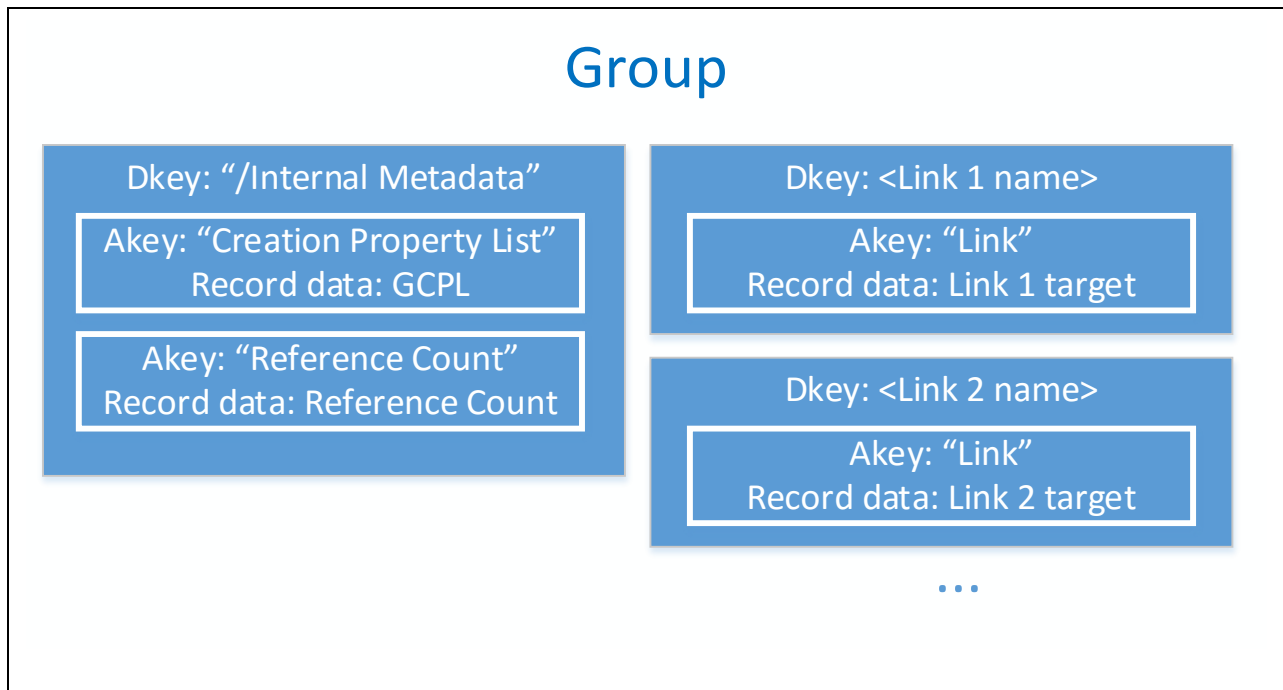 Group
Dkey: “/Internal Metadata”
Akey: “Creation Property List”
Record data: GCPL
Akey: “Reference Count”
Record data: Reference Count
Dkey: <Link 1 name>
Akey: “Link”
Record data: Link 1 target
Dkey: <Link 2 name>
Akey: “Link”
Record data: Link 2 target
...